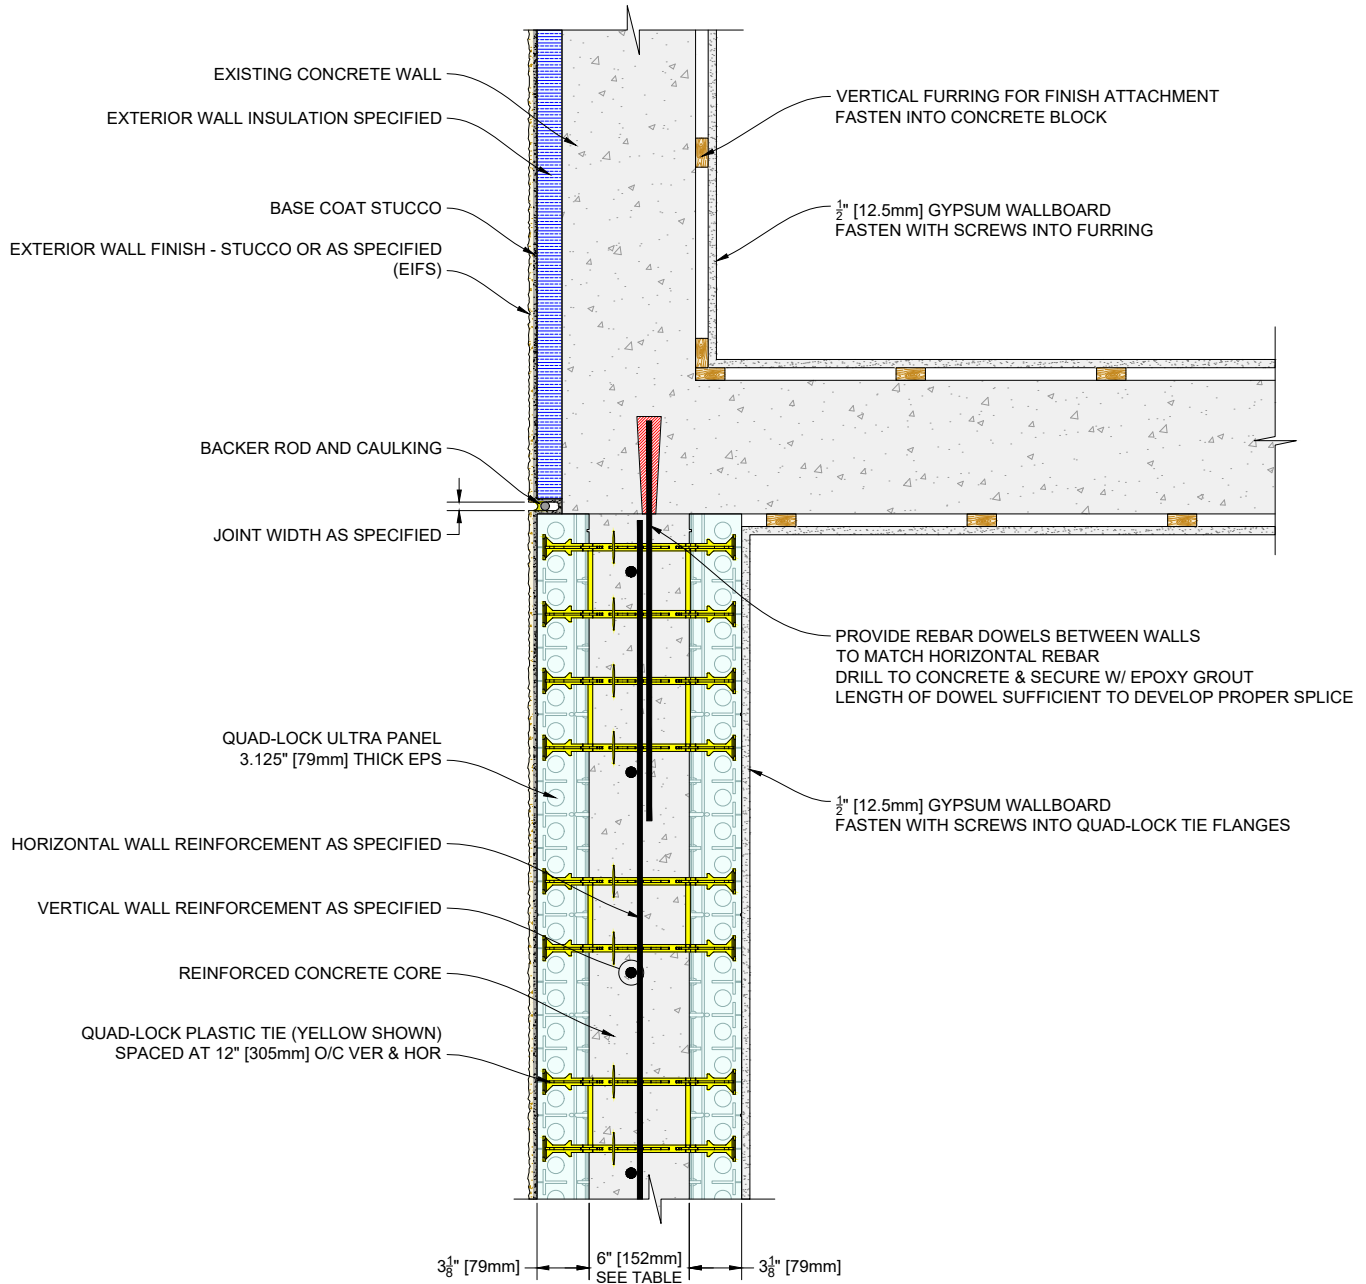 EXISTING CONCRETE WALL
EXTERIOR WALL INSULATION SPECIFIED
BASE COAT STUCCO
EXTERIOR WALL FINISH - STUCCO OR AS SPECIFIED
(EIFS)
BACKER ROD AND CAULKING
JOINT WIDTH AS SPECIFIED
QUAD-LOCK ULTRA PANEL
3.125" [79mm] THICK EPS
HORIZONTAL WALL REINFORCEMENT AS SPECIFIED
VERTICAL WALL REINFORCEMENT AS SPECIFIED
REINFORCED CONCRETE CORE
QUAD-LOCK PLASTIC TIE (YELLOW SHOWN)
SPACED AT 12" [305mm] O/C VER & HOR
VERTICAL FURRING FOR FINISH ATTACHMENT
FASTEN INTO CONCRETE BLOCK
1/2" [12.5mm] GYPSUM WALLBOARD
FASTEN WITH SCREWS INTO FURRING
PROVIDE REBAR DOWELS BETWEEN WALLS
TO MATCH HORIZONTAL REBAR
DRILL TO CONCRETE & SECURE W/ EPOXY GROUT
LENGTH OF DOWEL SUFFICIENT TO DEVELOP PROPER SPLICE
1/2" [12.5mm] GYPSUM WALLBOARD
FASTEN WITH SCREWS INTO QUAD-LOCK TIE FLANGES
3 1/8" [79mm]
6" [152mm]
SEE TABLE
3 1/8" [79mm]